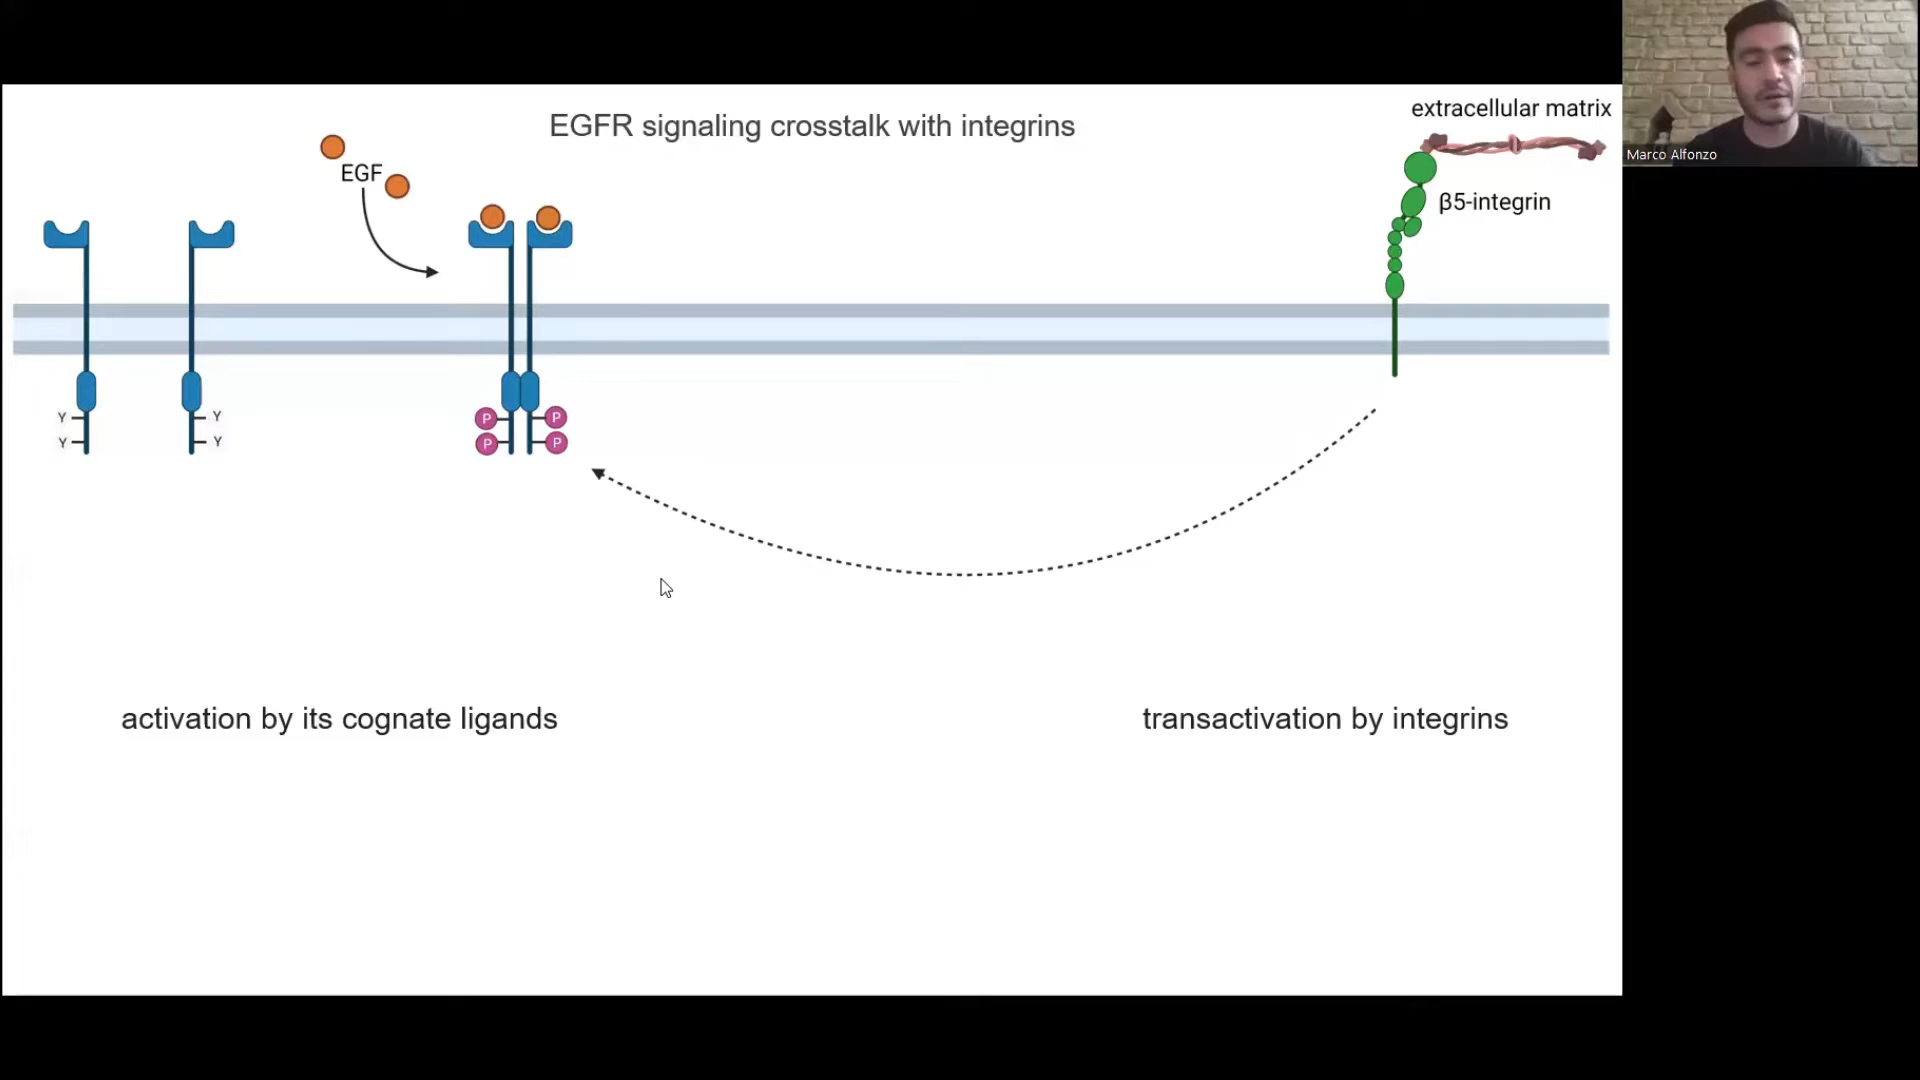 EGFR signaling crosstalk with integrins
extracellular matrix
Marco Alfonzo
EGF
β5-integrin
Y
Y
Y
Y
P
P
P
P
activation by its cognate ligands
transactivation by integrins